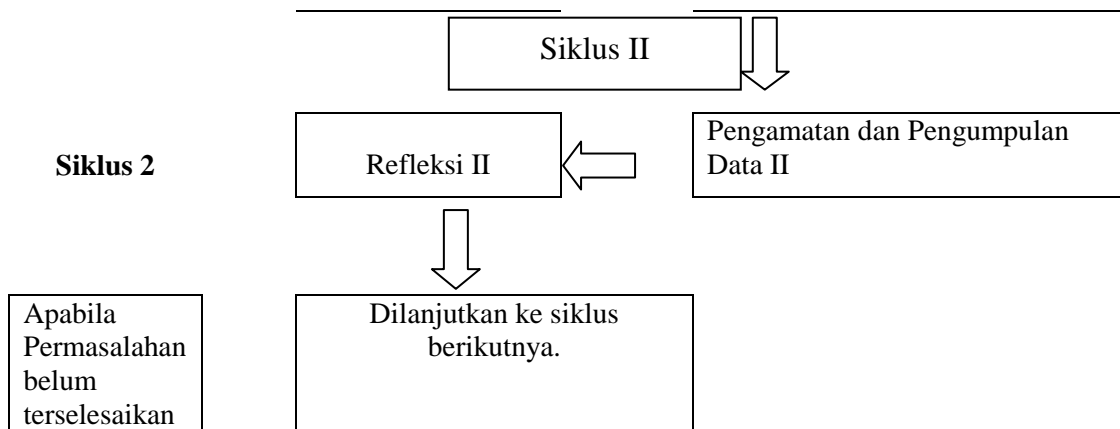 Siklus II
Siklus 2
Refleksi II
Pengamatan dan Pengumpulan
Data II
Apabila
Permasalahan
belum
terselesaikan
Dilanjutkan ke siklus
berikutnya.